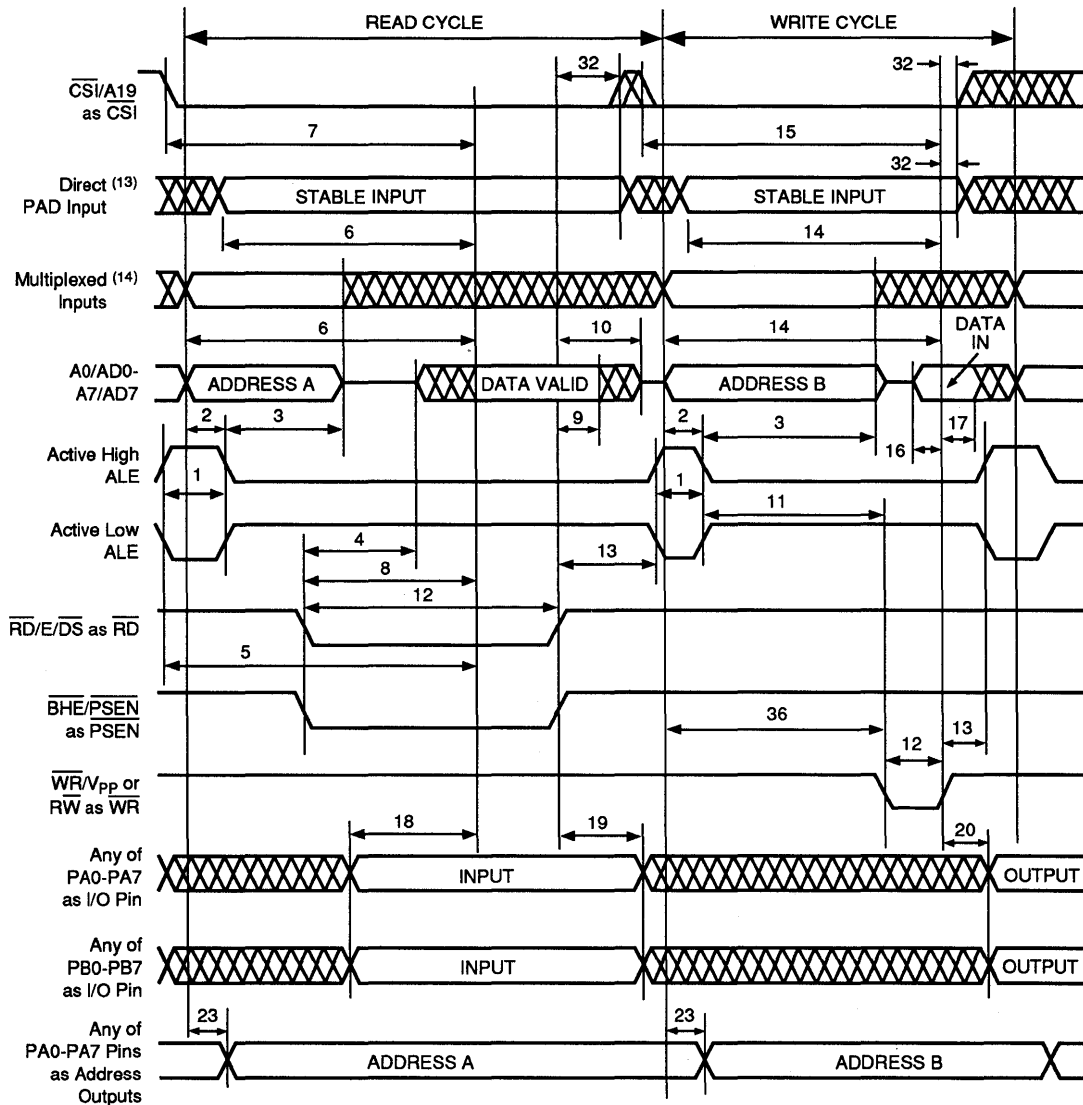 READ CYCLE
WRITE CYCLE
32
32
CSI/A19
as CSI
7
15
32
Direct (13)
PAD Input
STABLE INPUT
STABLE INPUT
6
14
Multiplexed (14)
Inputs
6
10
14
DATA
IN
A0/AD0-
A7/AD7
ADDRESS A
DATA VALID
ADDRESS B
2
3
9
2
3
16
17
Active High
ALE
1
1
11
Active Low
ALE
4
13
8
12
RD/E/DS as RD
5
BHE/PSEN
as PSEN
36
13
12
WR/VPP or
RW as WR
18
19
20
Any of
PA0-PA7
as I/O Pin
INPUT
OUTPUT
Any of
PB0-PB7
as I/O Pin
INPUT
OUTPUT
23
23
Any of
PA0-PA7 Pins
as Address
Outputs
ADDRESS A
ADDRESS B